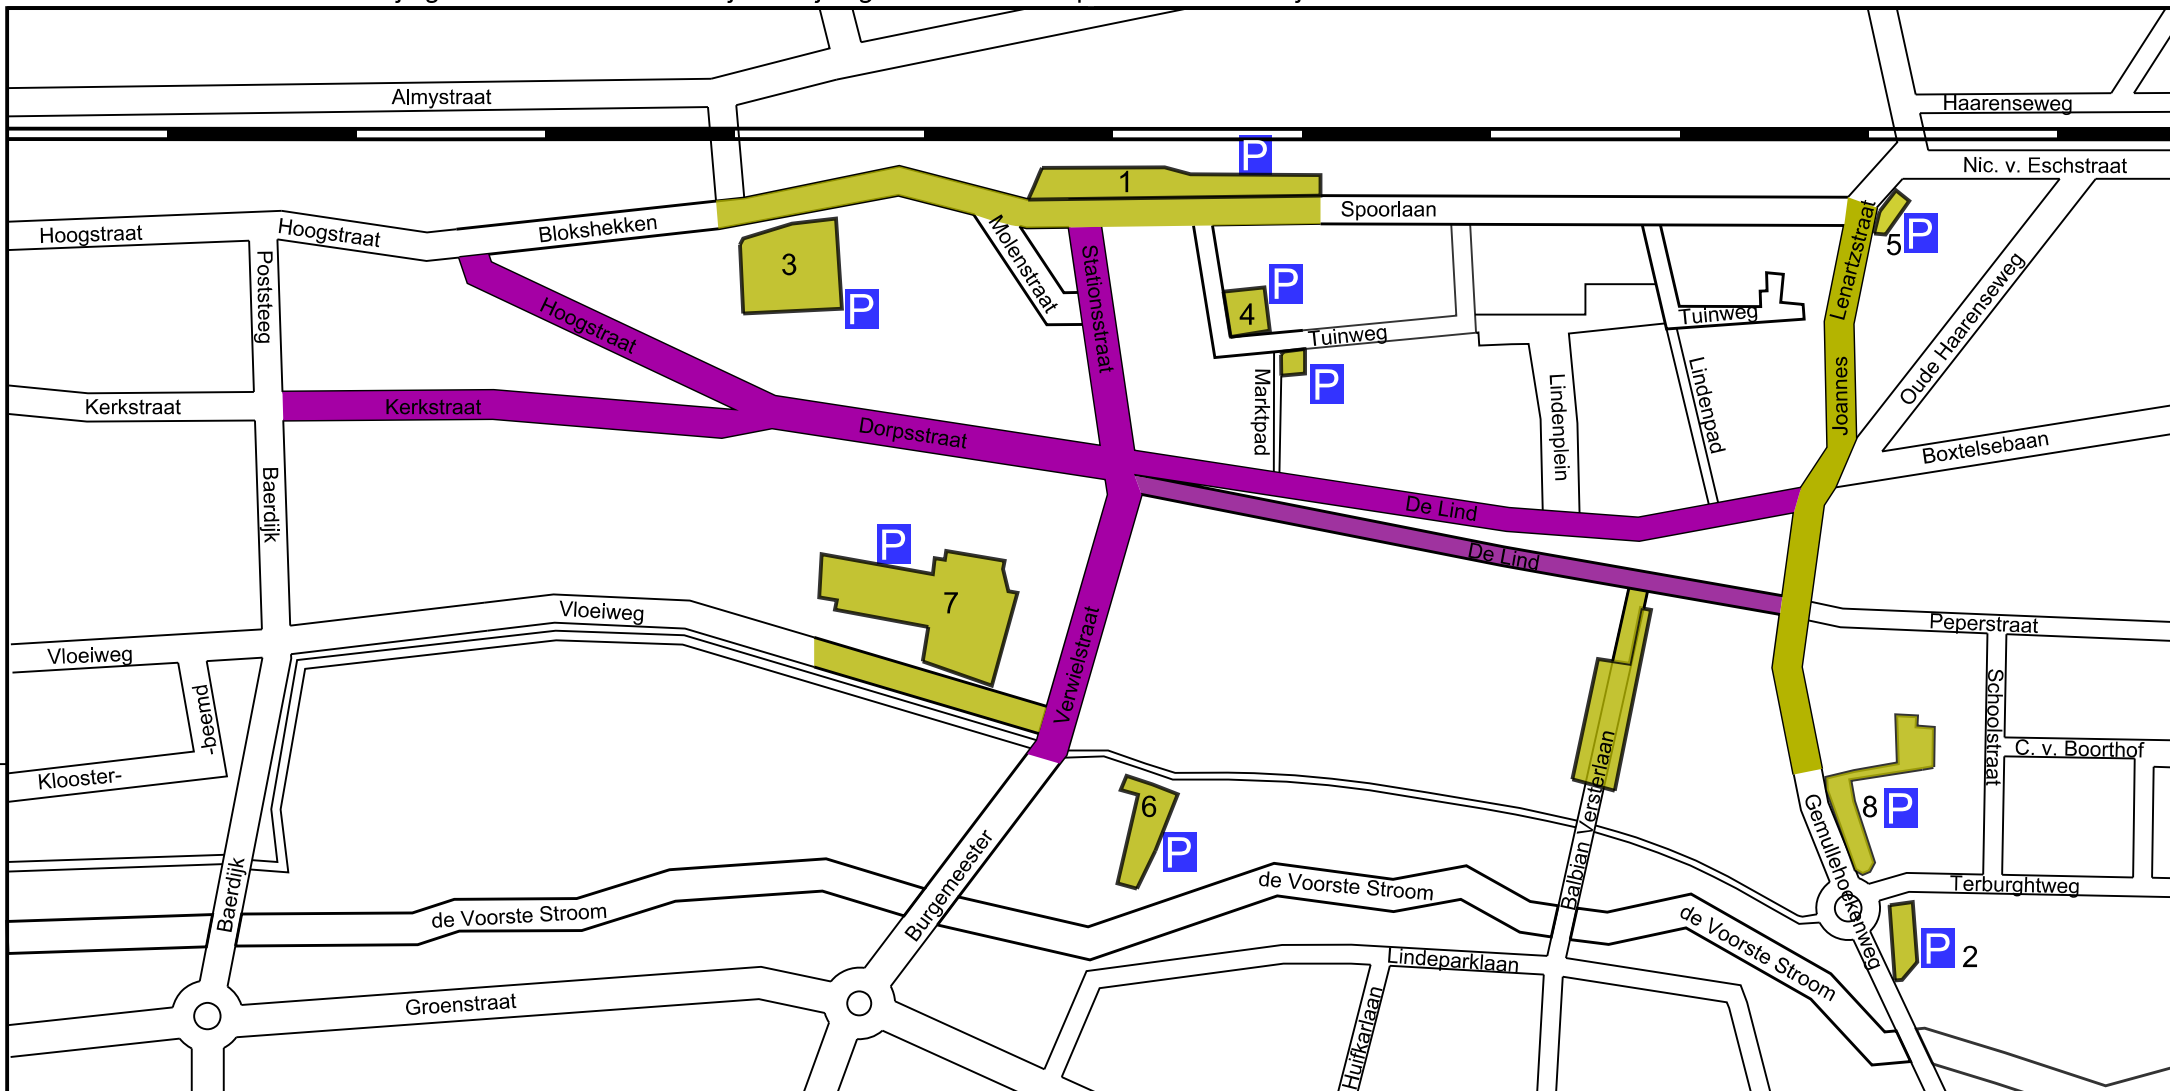 Almystraat
Haarenseweg
P
Nic. v. Eschstraat
1
Spoorlaan
Hoogstraat
Hoogstraat
Blokshekken
Molenstraat
Stationsstraat
Lenartzstraat
5
P
Poststeeg
3
P
P
4
Tuinweg
Tuinweg
Oude Haarenseweg
Hoogstraat
P
Marktpad
Lindenplein
Lindenpad
Joannes
Kerkstraat
Kerkstraat
Dorpsstraat
Boxtelsebaan
Baerdijk
De Lind
De Lind
P
7
Vloeiweg
Vloeiweg
Verwielstraat
Peperstraat
Schoolstraat
-beemd
Klooster-
C. v. Boorthof
6
P
Balbian Versterlaan
8
P
Gemullehoekenweg
Baerdijk
Burgemeester
de Voorste Stroom
de Voorste Stroom
de Voorste Stroom
Terburghtweg
P
2
Lindeparklaan
Groenstraat
Huifkarlaan